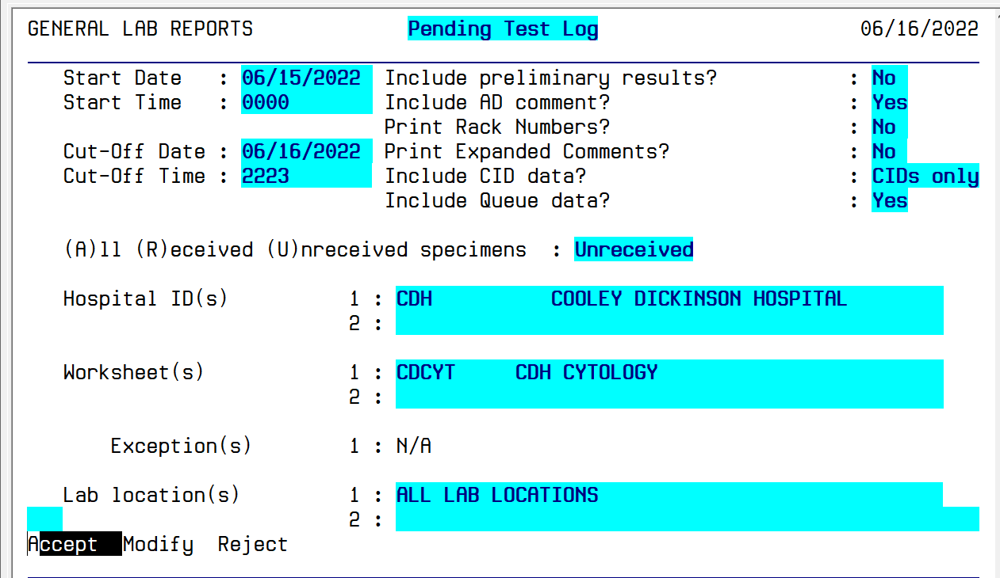 GENERAL LAB REPORTS Pending Test Log 06/16/2022
Start Date : 06/15/2022 Include preliminary results? : No
Start Time : 0000 Include AD comment? : Yes
Print Rack Numbers? : No
Cut-Off Date : 06/16/2022 Print Expanded Comments? : No
Cut-Off Time : 2223 Include CID data? : CIDs only
Include Queue data? : Yes
(A)ll (R)eceived (U)nreceived specimens : Unreceived
Hospital ID(s) 1 : CDH COOLEY DICKINSON HOSPITAL
2 :
Worksheet(s) 1 : CDCYT CDH CYTOLOGY
2 :
Exception(s) 1 : N/A
Lab location(s) 1 : ALL LAB LOCATIONS
2 :
Accept Modify Reject